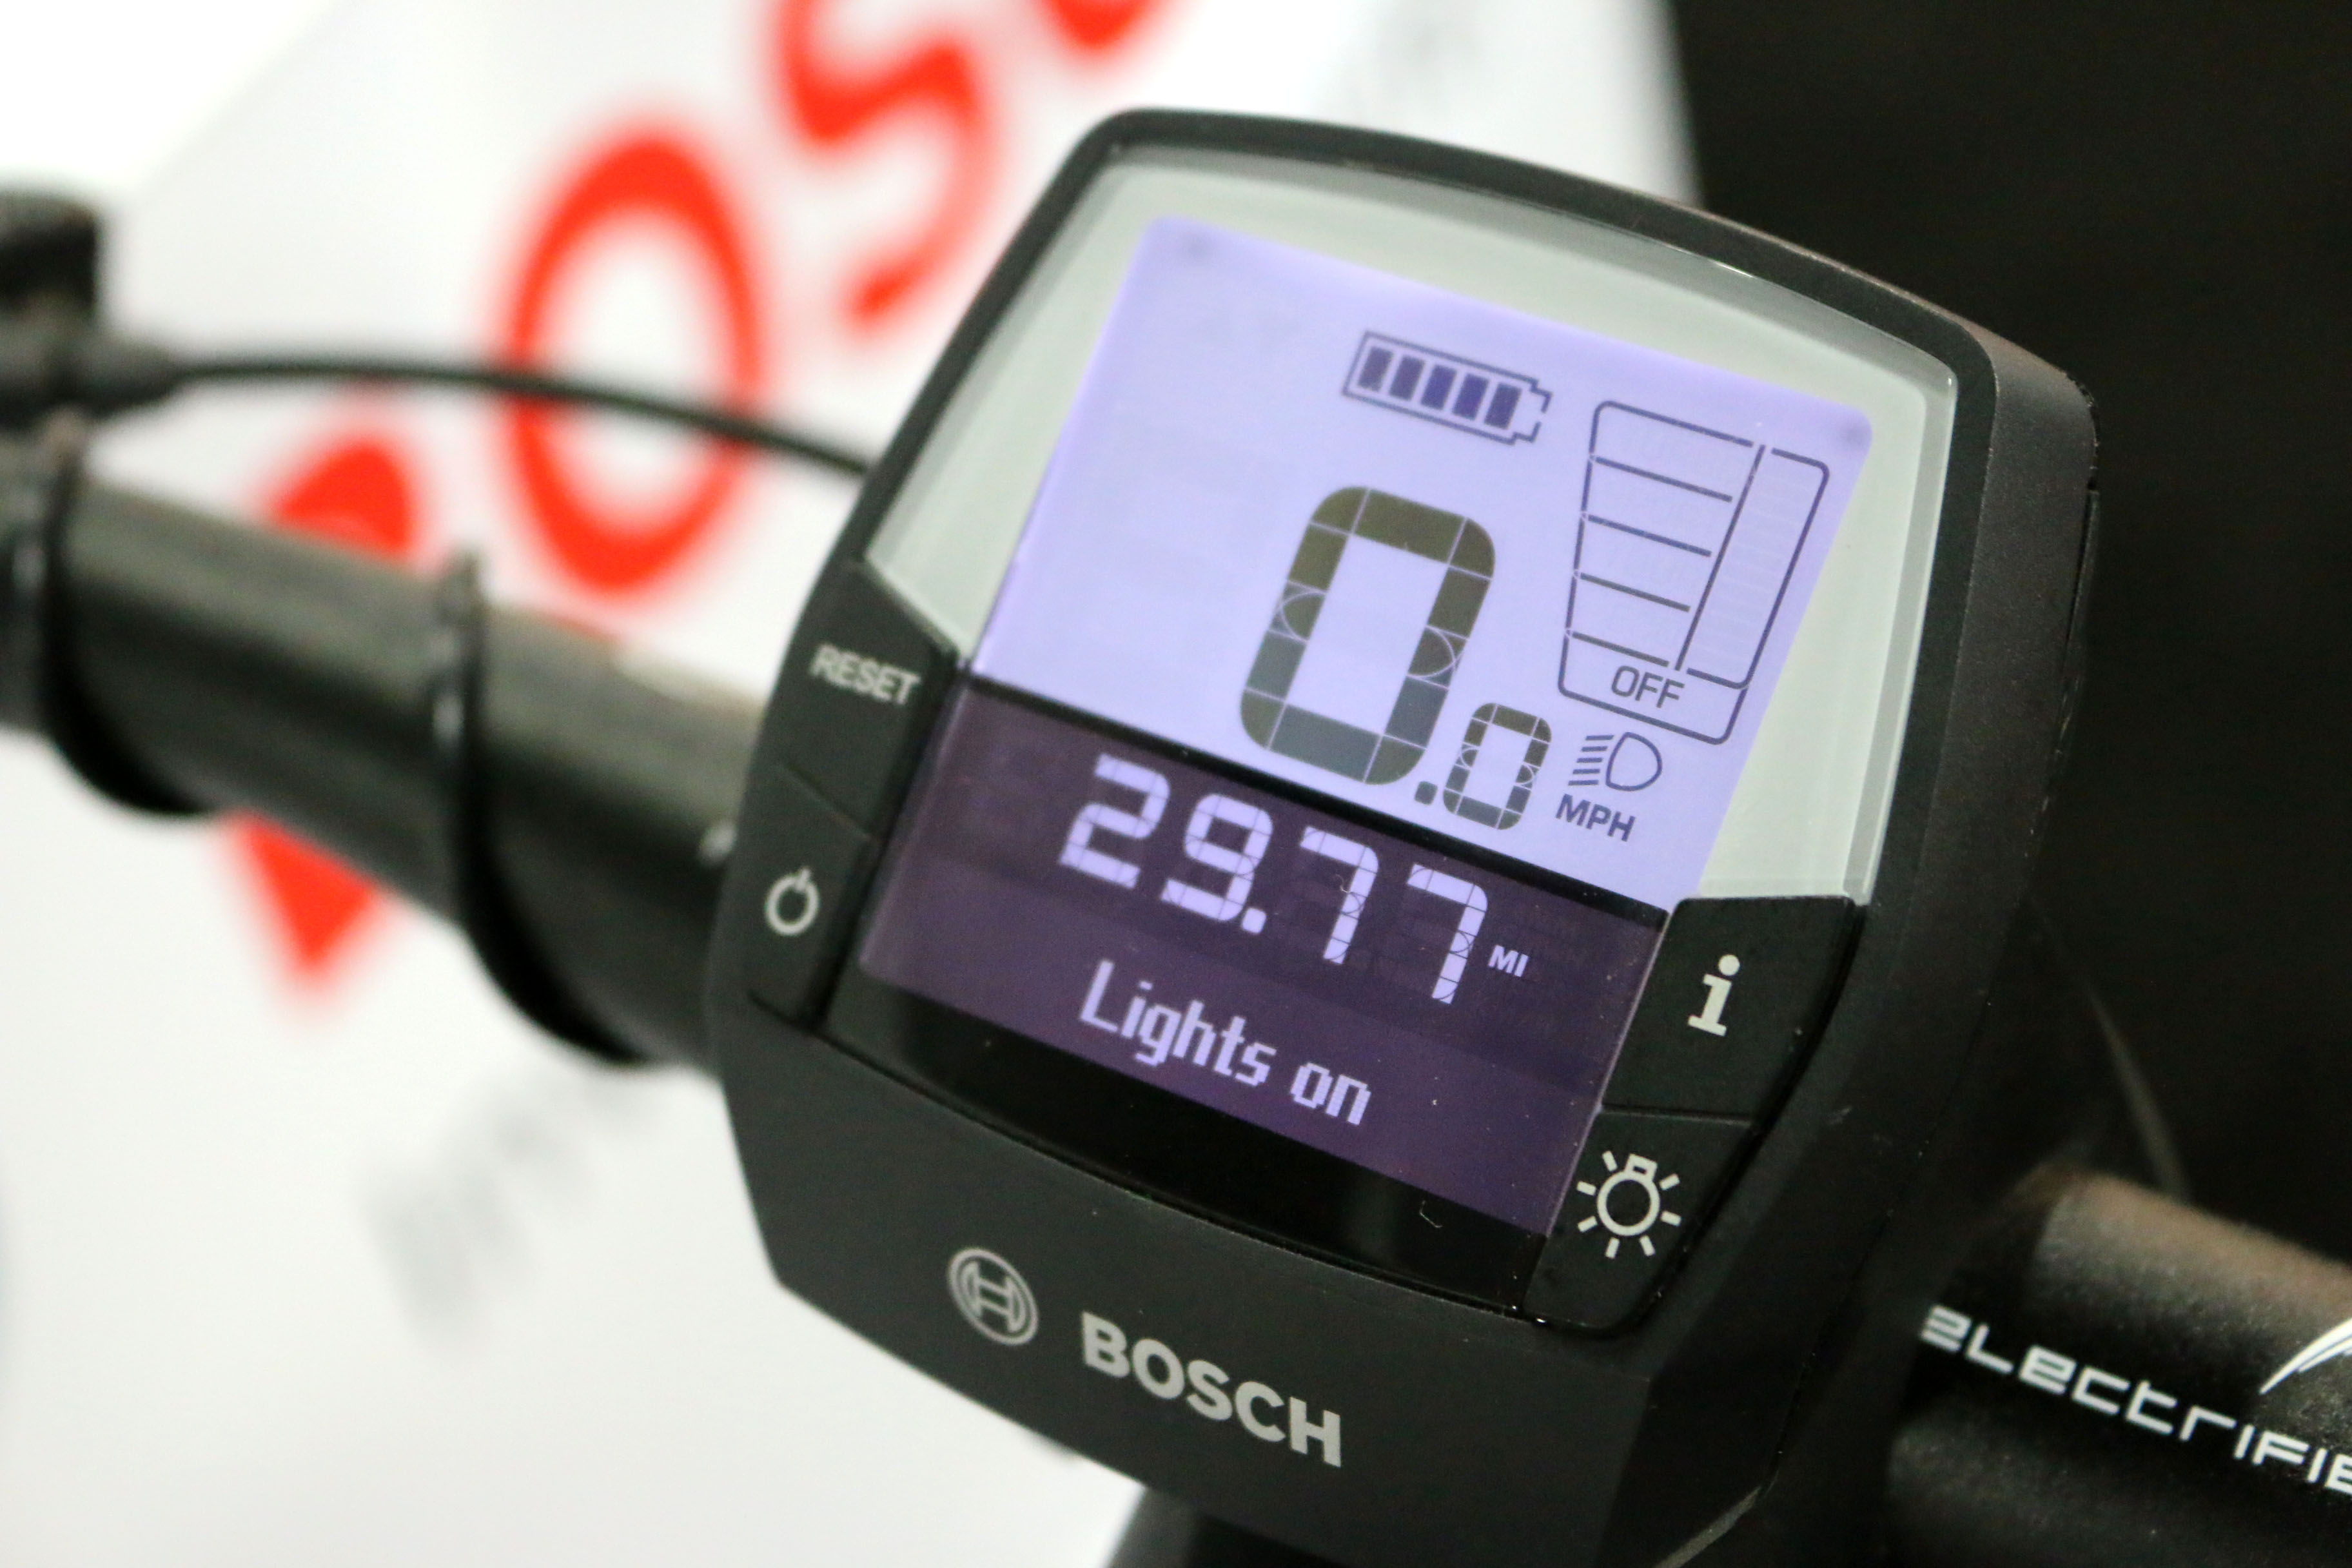 OFF
0.0
MPH
RESET
29.77 MI
i
Lights on
BOSCH
eLectrIFIe